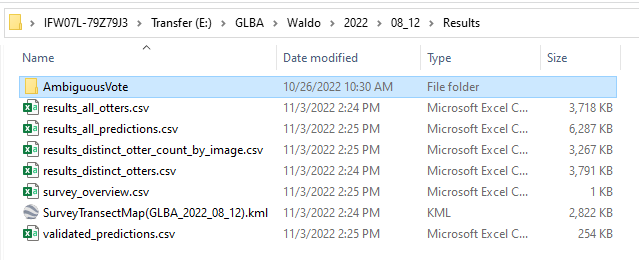 IFW07L-79Z79J3 > Transfer (E:) > GLBA > Waldo > 2022 > 08_12 > Results
Name Date modified Type Size
AmbiguousVote 10/26/2022 10:30 AM File folder
results_all_otters.csv 11/3/2022 2:24 PM Microsoft Excel C... 3,718 KB
results_all_predictions.csv 11/3/2022 2:25 PM Microsoft Excel C... 6,287 KB
results_distinct_otter_count_by_image.csv 11/3/2022 2:25 PM Microsoft Excel C... 3,267 KB
results_distinct_otters.csv 11/3/2022 2:24 PM Microsoft Excel C... 3,791 KB
survey_overview.csv 11/3/2022 2:25 PM Microsoft Excel C... 1 KB
SurveyTransectMap(GLBA_2022_08_12).kml 11/3/2022 2:24 PM KML 2,822 KB
validated_predictions.csv 11/3/2022 2:25 PM Microsoft Excel C... 254 KB